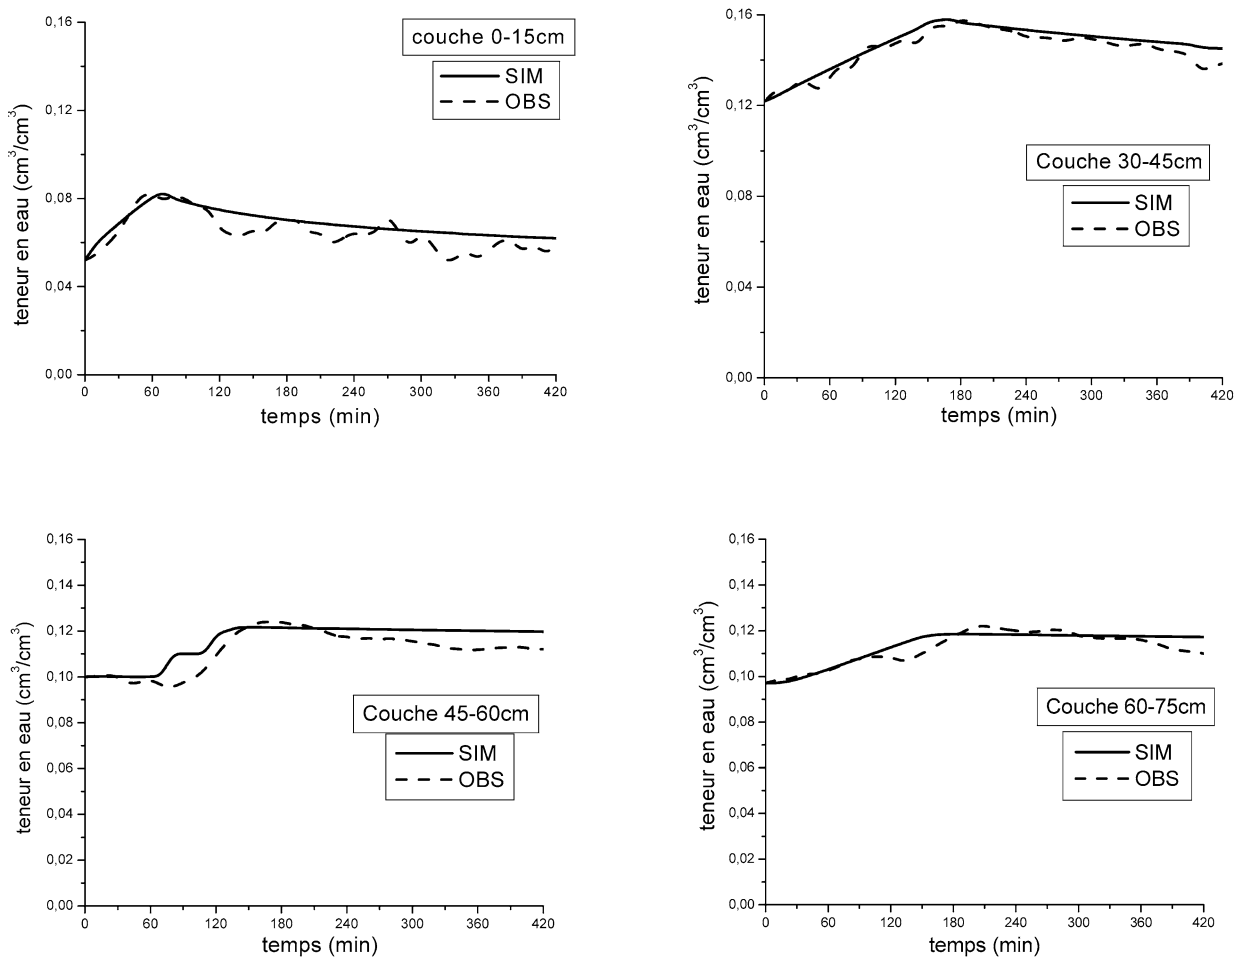 0,16
0,12
0,08
0,04
0,00
0 60 120 180 240 300 360 420
teneur en eau (cm³/cm³)
temps (min)
couche 0-15cm
SIM
OBS
0,16
0,12
0,08
0,04
0,00
0 60 120 180 240 300 360 420
teneur en eau (cm³/cm³)
temps (min)
Couche 30-45cm
SIM
OBS
0,16
0,14
0,12
0,10
0,08
0,06
0,04
0,02
0,00
0 60 120 180 240 300 360 420
teneur en eau (cm³/cm³)
temps (min)
Couche 45-60cm
SIM
OBS
0,16
0,14
0,12
0,10
0,08
0,06
0,04
0,02
0,00
0 60 120 180 240 300 360 420
teneur en eau (cm³/cm³)
temps (min)
Couche 60-75cm
SIM
OBS